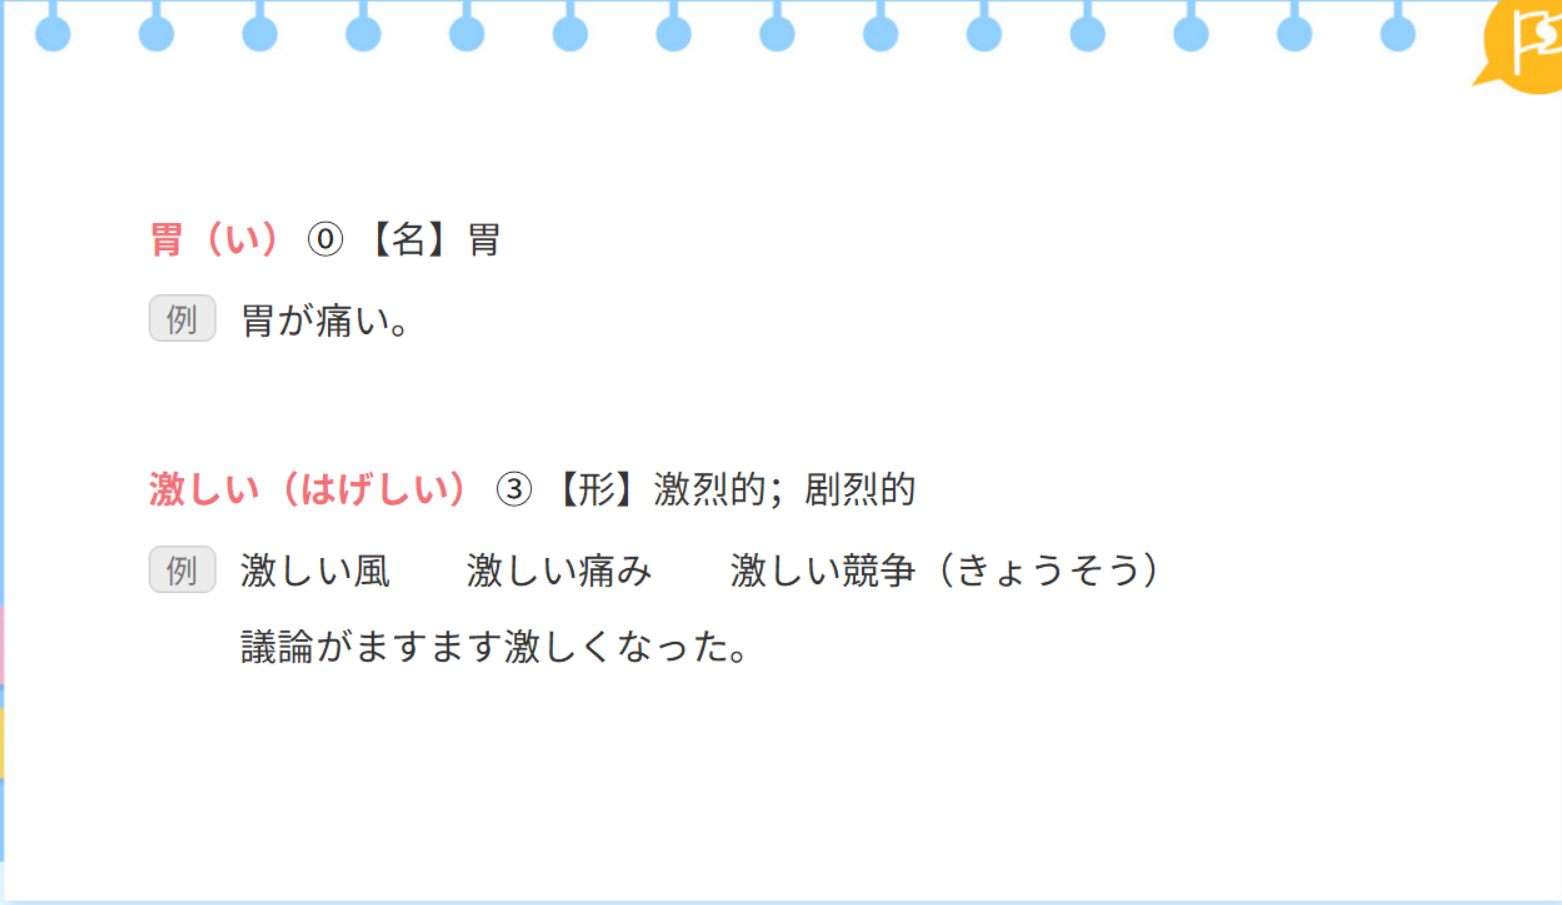 胃（い）⓪【名】胃
例 胃が痛い。
激しい（はげしい）③【形】激烈的；剧烈的
例 激しい風　　激しい痛み　　激しい競争（きょうそう）
議論がますます激しくなった。